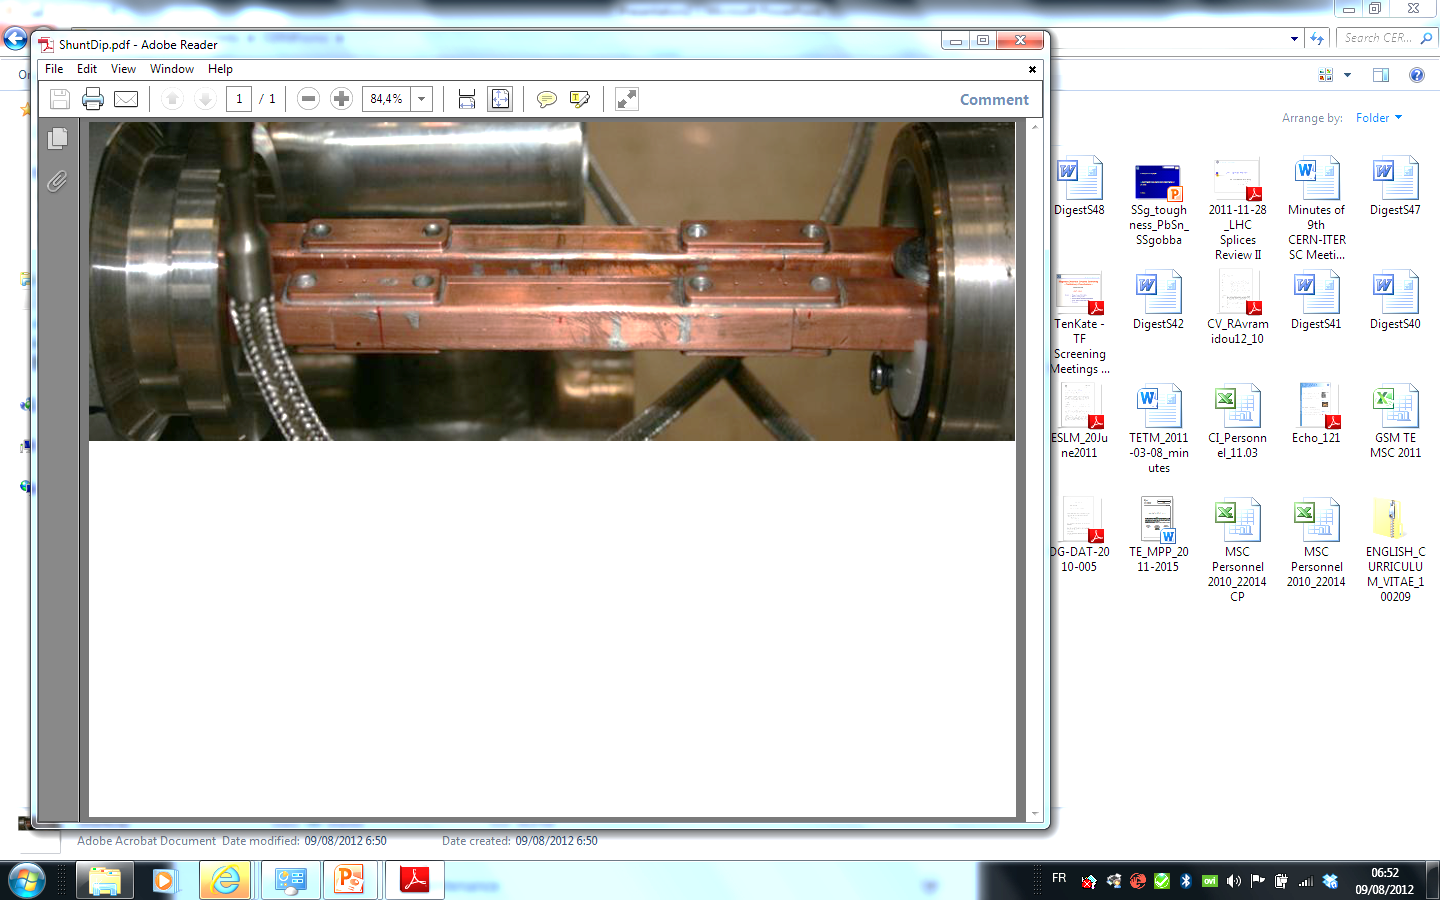 ShuntDip.pdf - Adobe Reader
Search CER...
File Edit View Window Help
1 / 1
84,4%
Comment
Arrange by: Folder
DigestS48
SSg_tough
ness_PbSn_
SSgobba
2011-11-28
_LHC
Splices
Review II
Minutes of
9th
CERN-ITER
SC Meeti...
DigestS47
TenKate -
TF
Screening
Meetings ...
DigestS42
CV_RAvram
idou12_10
DigestS41
DigestS40
ESLM_20Ju
ne2011
TETM_2011
-03-08_min
utes
CI_Personn
el_11.03
Echo_121
GSM TE
MSC 2011
DG-DAT-20
10-005
TE_MPP_20
11-2015
MSC
Personnel
2010_22014
CP
MSC
Personnel
2010_22014
ENGLISH_C
URRICULU
M_VITAE_1
00209
Adobe Acrobat Document Date modified: 09/08/2012 6:50 Date created: 09/08/2012 6:50
FR
ovi
06:52
09/08/2012